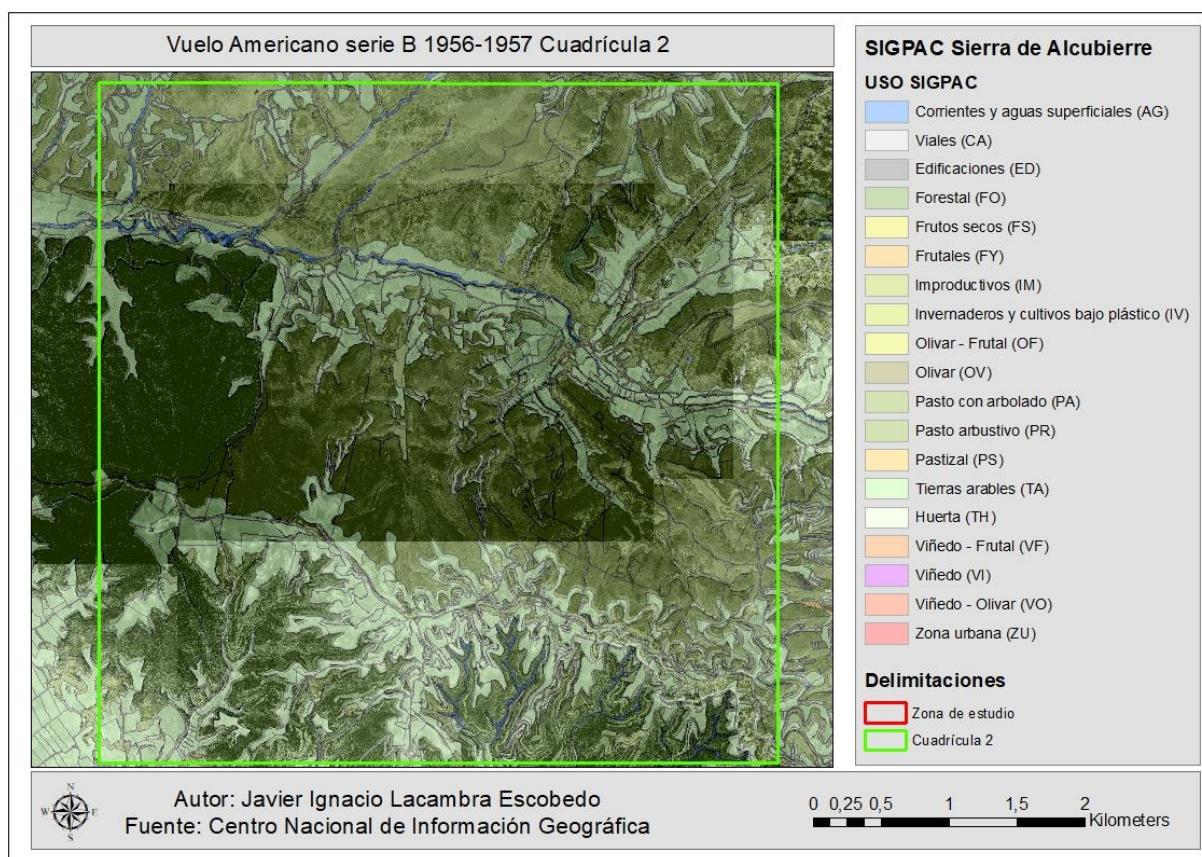 Vuelo Americano serie B 1956-1957 Cuadrícula 2
SIGPAC Sierra de Alcubierre
USO SIGPAC
Corrientes y aguas superficiales (AG)
Viales (CA)
Edificaciones (ED)
Forestal (FO)
Frutos secos (FS)
Frutales (FY)
Improductivos (IM)
Invernaderos y cultivos bajo plástico (IV)
Olivar - Frutal (OF)
Olivar (OV)
Pasto con arbolado (PA)
Pasto arbustivo (PR)
Pastizal (PS)
Tierras arables (TA)
Huerta (TH)
Viñedo - Frutal (VF)
Viñedo (VI)
Viñedo - Olivar (VO)
Zona urbana (ZU)
Delimitaciones
Zona de estudio
Cuadrícula 2
N
W E
S
Autor: Javier Ignacio Lacambra Escobedo
Fuente: Centro Nacional de Información Geográfica
0 0,25 0,5 1 1,5 2
Kilometers